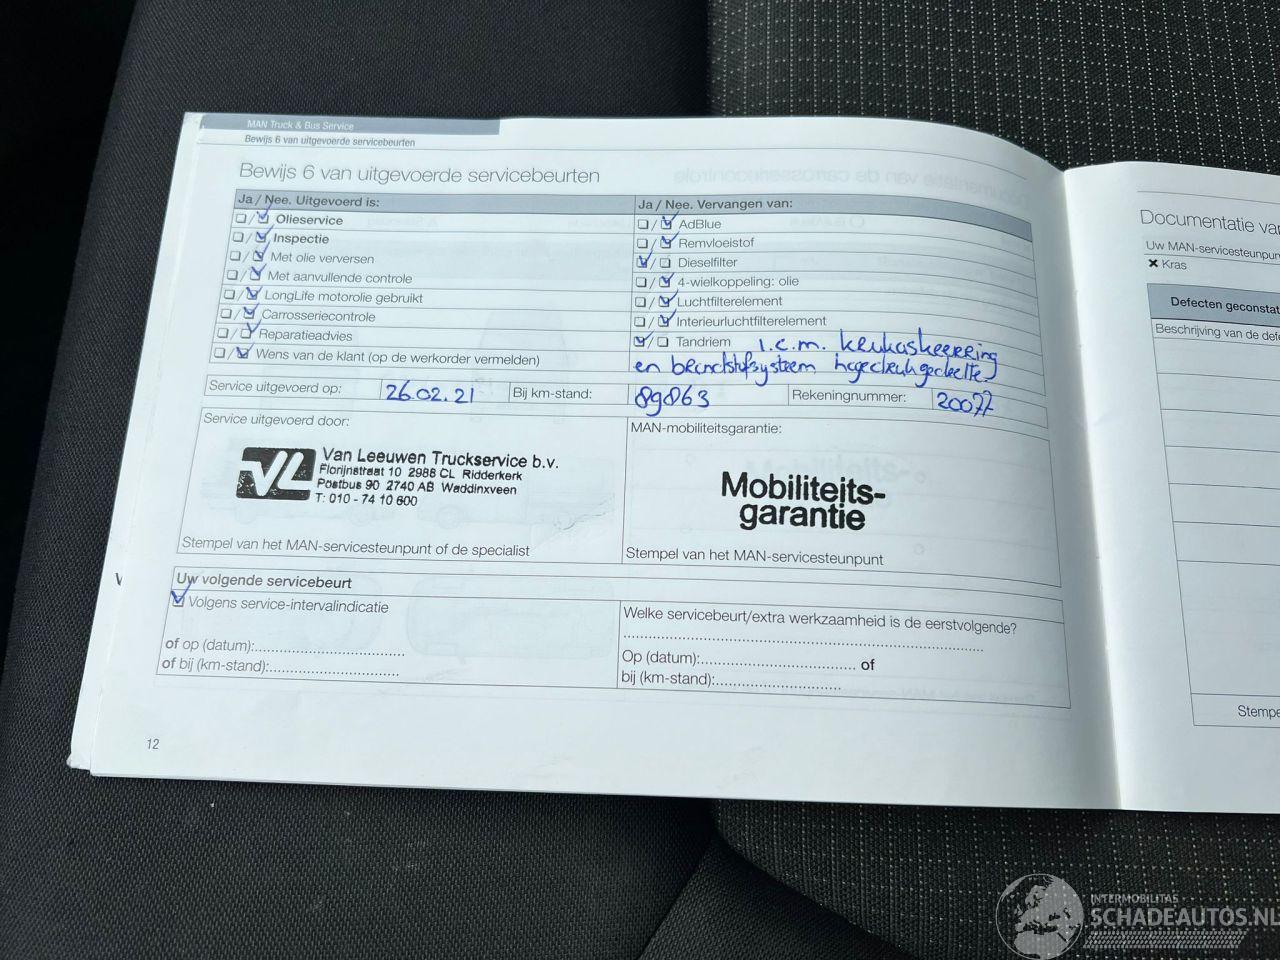 MAN Truck & Bus Service
Bewijs 6 van uitgevoerde servicebeurten
Bewijs 6 van uitgevoerde servicebeurten
Ja / Nee. Uitgevoerd is:
Olieservice
Inspectie
Met olie verversen
Met aanvullende controle
LongLife motorolie gebruikt
Carrosseriecontrole
Reparatieadvies
Wens van de klant (op de werkorder vermelden)
Ja / Nee. Vervangen van:
AdBlue
Remvloeistof
Dieselfilter
4-wielkoppeling: olie
Luchtfilterelement
Interieurluchtfilterelement
Tandriem i.c.m. krukaskeerring
en brandstofsysteem hogedruk gedeelte.
Service uitgevoerd op: 26.02.21 Bij km-stand: 89863 Rekeningnummer: 20077
Service uitgevoerd door:
VL
Van Leeuwen Truckservice b.v.
Florijnstraat 10 2988 CL Ridderkerk
Postbus 90 2740 AB Waddinxveen
T: 010 - 74 10 600
Stempel van het MAN-servicesteunpunt of de specialist
MAN-mobiliteitsgarantie:
Mobiliteits-
garantie
Stempel van het MAN-servicesteunpunt
Uw volgende servicebeurt
Volgens service-intervalindicatie
of op (datum):
of bij (km-stand):
Welke servicebeurt/extra werkzaamheid is de eerstvolgende?
Op (datum): of
bij (km-stand):
12
Documentatie va
Uw MAN-servicesteunpun
✖ Kras
Defecten geconstat
Beschrijving van de defe
Stempe
INTERMOBILITAS
SCHADEAUTOS.NL